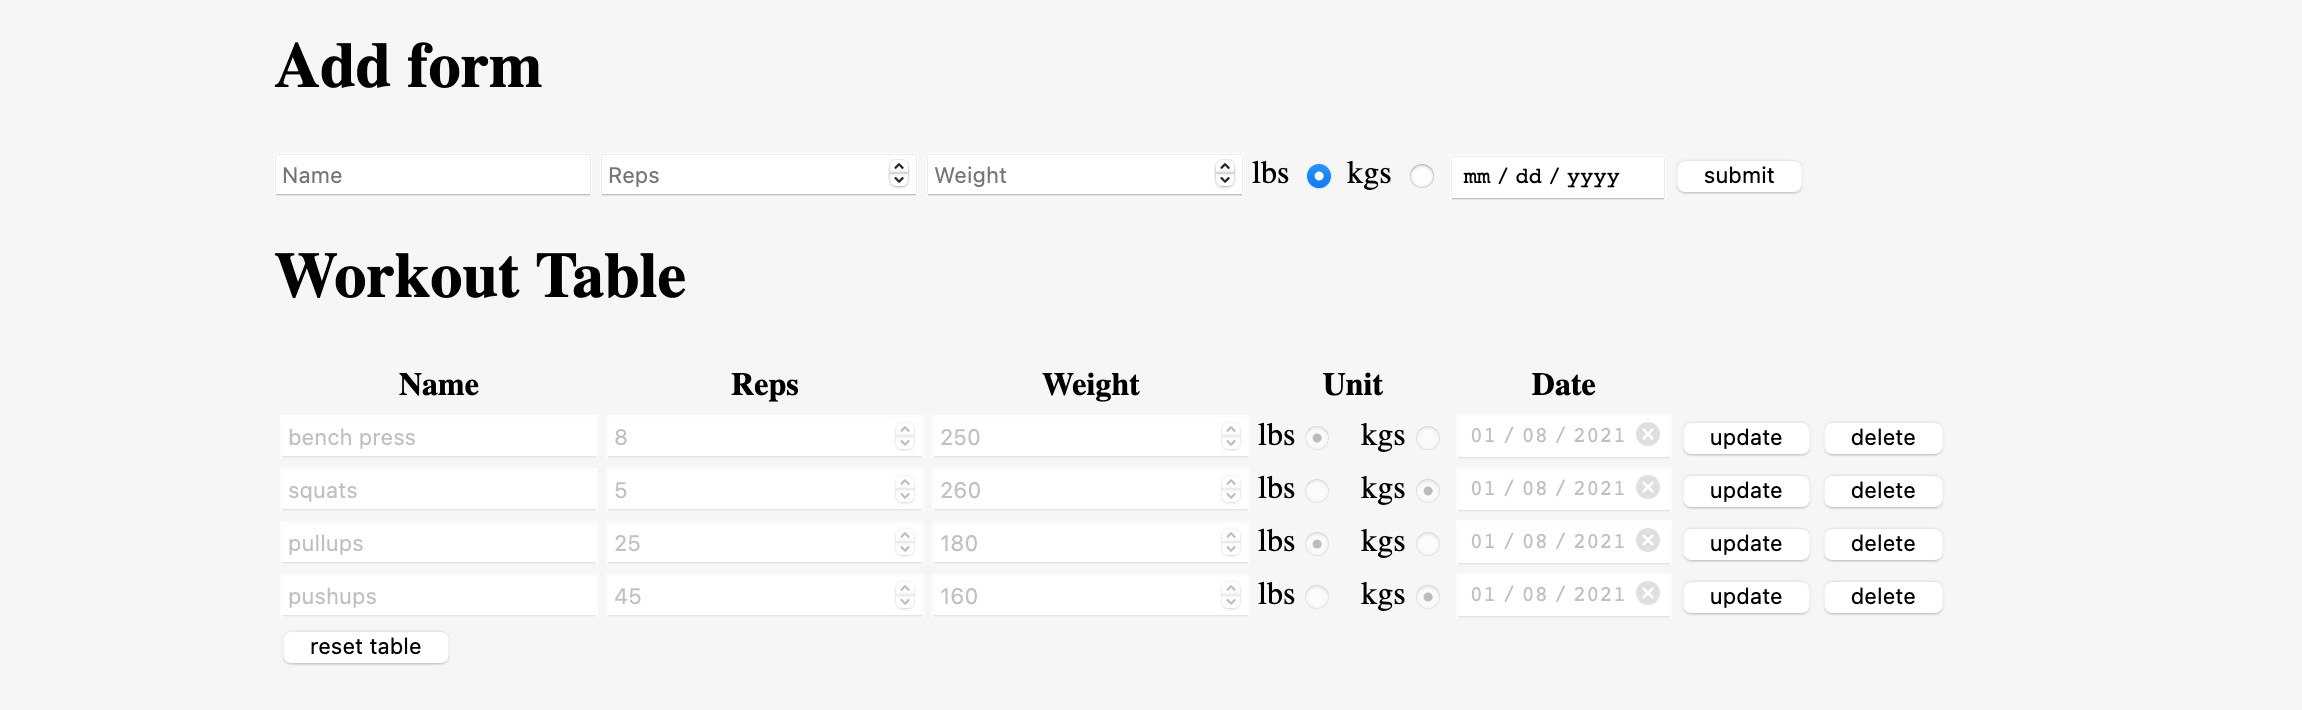 Add form
Name Reps Weight lbs kgs mm / dd / yyyy submit
Workout Table
Name Reps Weight Unit Date
bench press 8 250 lbs kgs 01 / 08 / 2021 update delete
squats 5 260 lbs kgs 01 / 08 / 2021 update delete
pullups 25 180 lbs kgs 01 / 08 / 2021 update delete
pushups 45 160 lbs kgs 01 / 08 / 2021 update delete
reset table